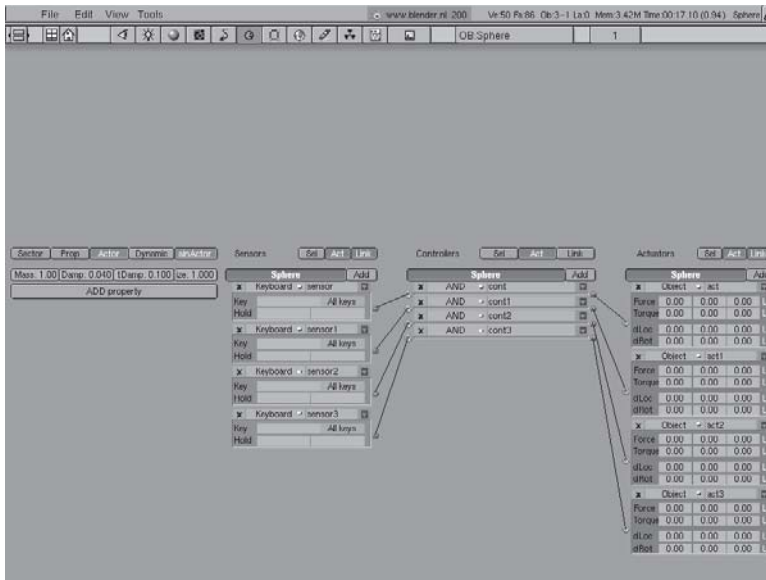 File Edit View Tools www.blender.nl 200 Ve:50 Fa:86 Ob:3-1 La:0 Mem:3.42M Time:00:17.10 (0.94) Sphere
OB:Sphere 1
Sector Prop Actor Dynamic MainActor Sensors Sel Act Link Controllers Sel Act Link Actuators Sel Act Link
Mass: 1.00 Damp: 0.040 tDamp: 0.100 ize: 1.000 Sphere Add Sphere Add Sphere Add
ADD property
x Keyboard sensor
Key All keys
Hold
x Keyboard sensor1
Key All keys
Hold
x Keyboard sensor2
Key All keys
Hold
x Keyboard sensor3
Key All keys
Hold
x AND cont
x AND cont1
x AND cont2
x AND cont3
x Object act
Force 0.00 0.00 0.00 L
Torque 0.00 0.00 0.00 L
dLoc 0.00 0.00 0.00 L
dRot 0.00 0.00 0.00 L
x Object act1
Force 0.00 0.00 0.00 L
Torque 0.00 0.00 0.00 L
dLoc 0.00 0.00 0.00 L
dRot 0.00 0.00 0.00 L
x Object act2
Force 0.00 0.00 0.00 L
Torque 0.00 0.00 0.00 L
dLoc 0.00 0.00 0.00 L
dRot 0.00 0.00 0.00 L
x Object act3
Force 0.00 0.00 0.00 L
Torque 0.00 0.00 0.00 L
dLoc 0.00 0.00 0.00 L
dRot 0.00 0.00 0.00 L